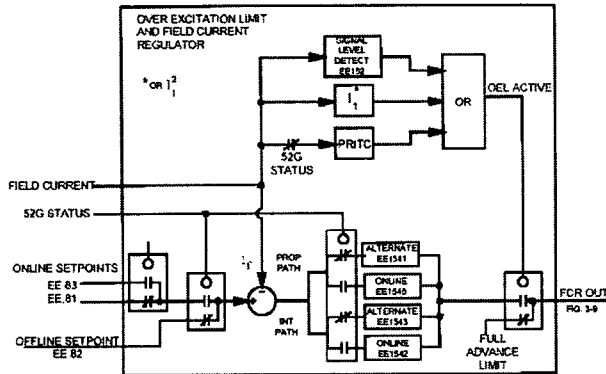 OVER EXCITATION LIMIT
AND FIELD CURRENT
REGULATOR
* OR I₁²
SIGNAL
LEVEL
DETECT
EE152
OR
OEL ACTIVE
52G
STATUS
PRITC
FIELD CURRENT
52G STATUS
ONLINE SETPOINTS
EE 83
EE.81
OFFLINE SETPOINT
EE 82
PROP
PATH
INT
PATH
ALTERNATE
EE1541
ONLINE
EE1540
ALTERNATE
EE1543
ONLINE
EE1542
FULL
ADVANCE
LIMIT
FCR OUT
FIG. 3-9